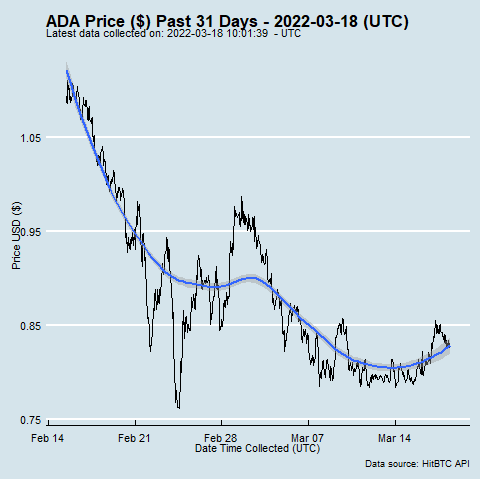 ADA Price ($) Past 31 Days - 2022-03-18 (UTC)
Latest data collected on: 2022-03-18 10:01:39 - UTC
Price USD ($)
1.05
0.95
0.85
0.75
Feb 14 Feb 21 Feb 28 Mar 07 Mar 14
Date Time Collected (UTC)
Data source: HitBTC API